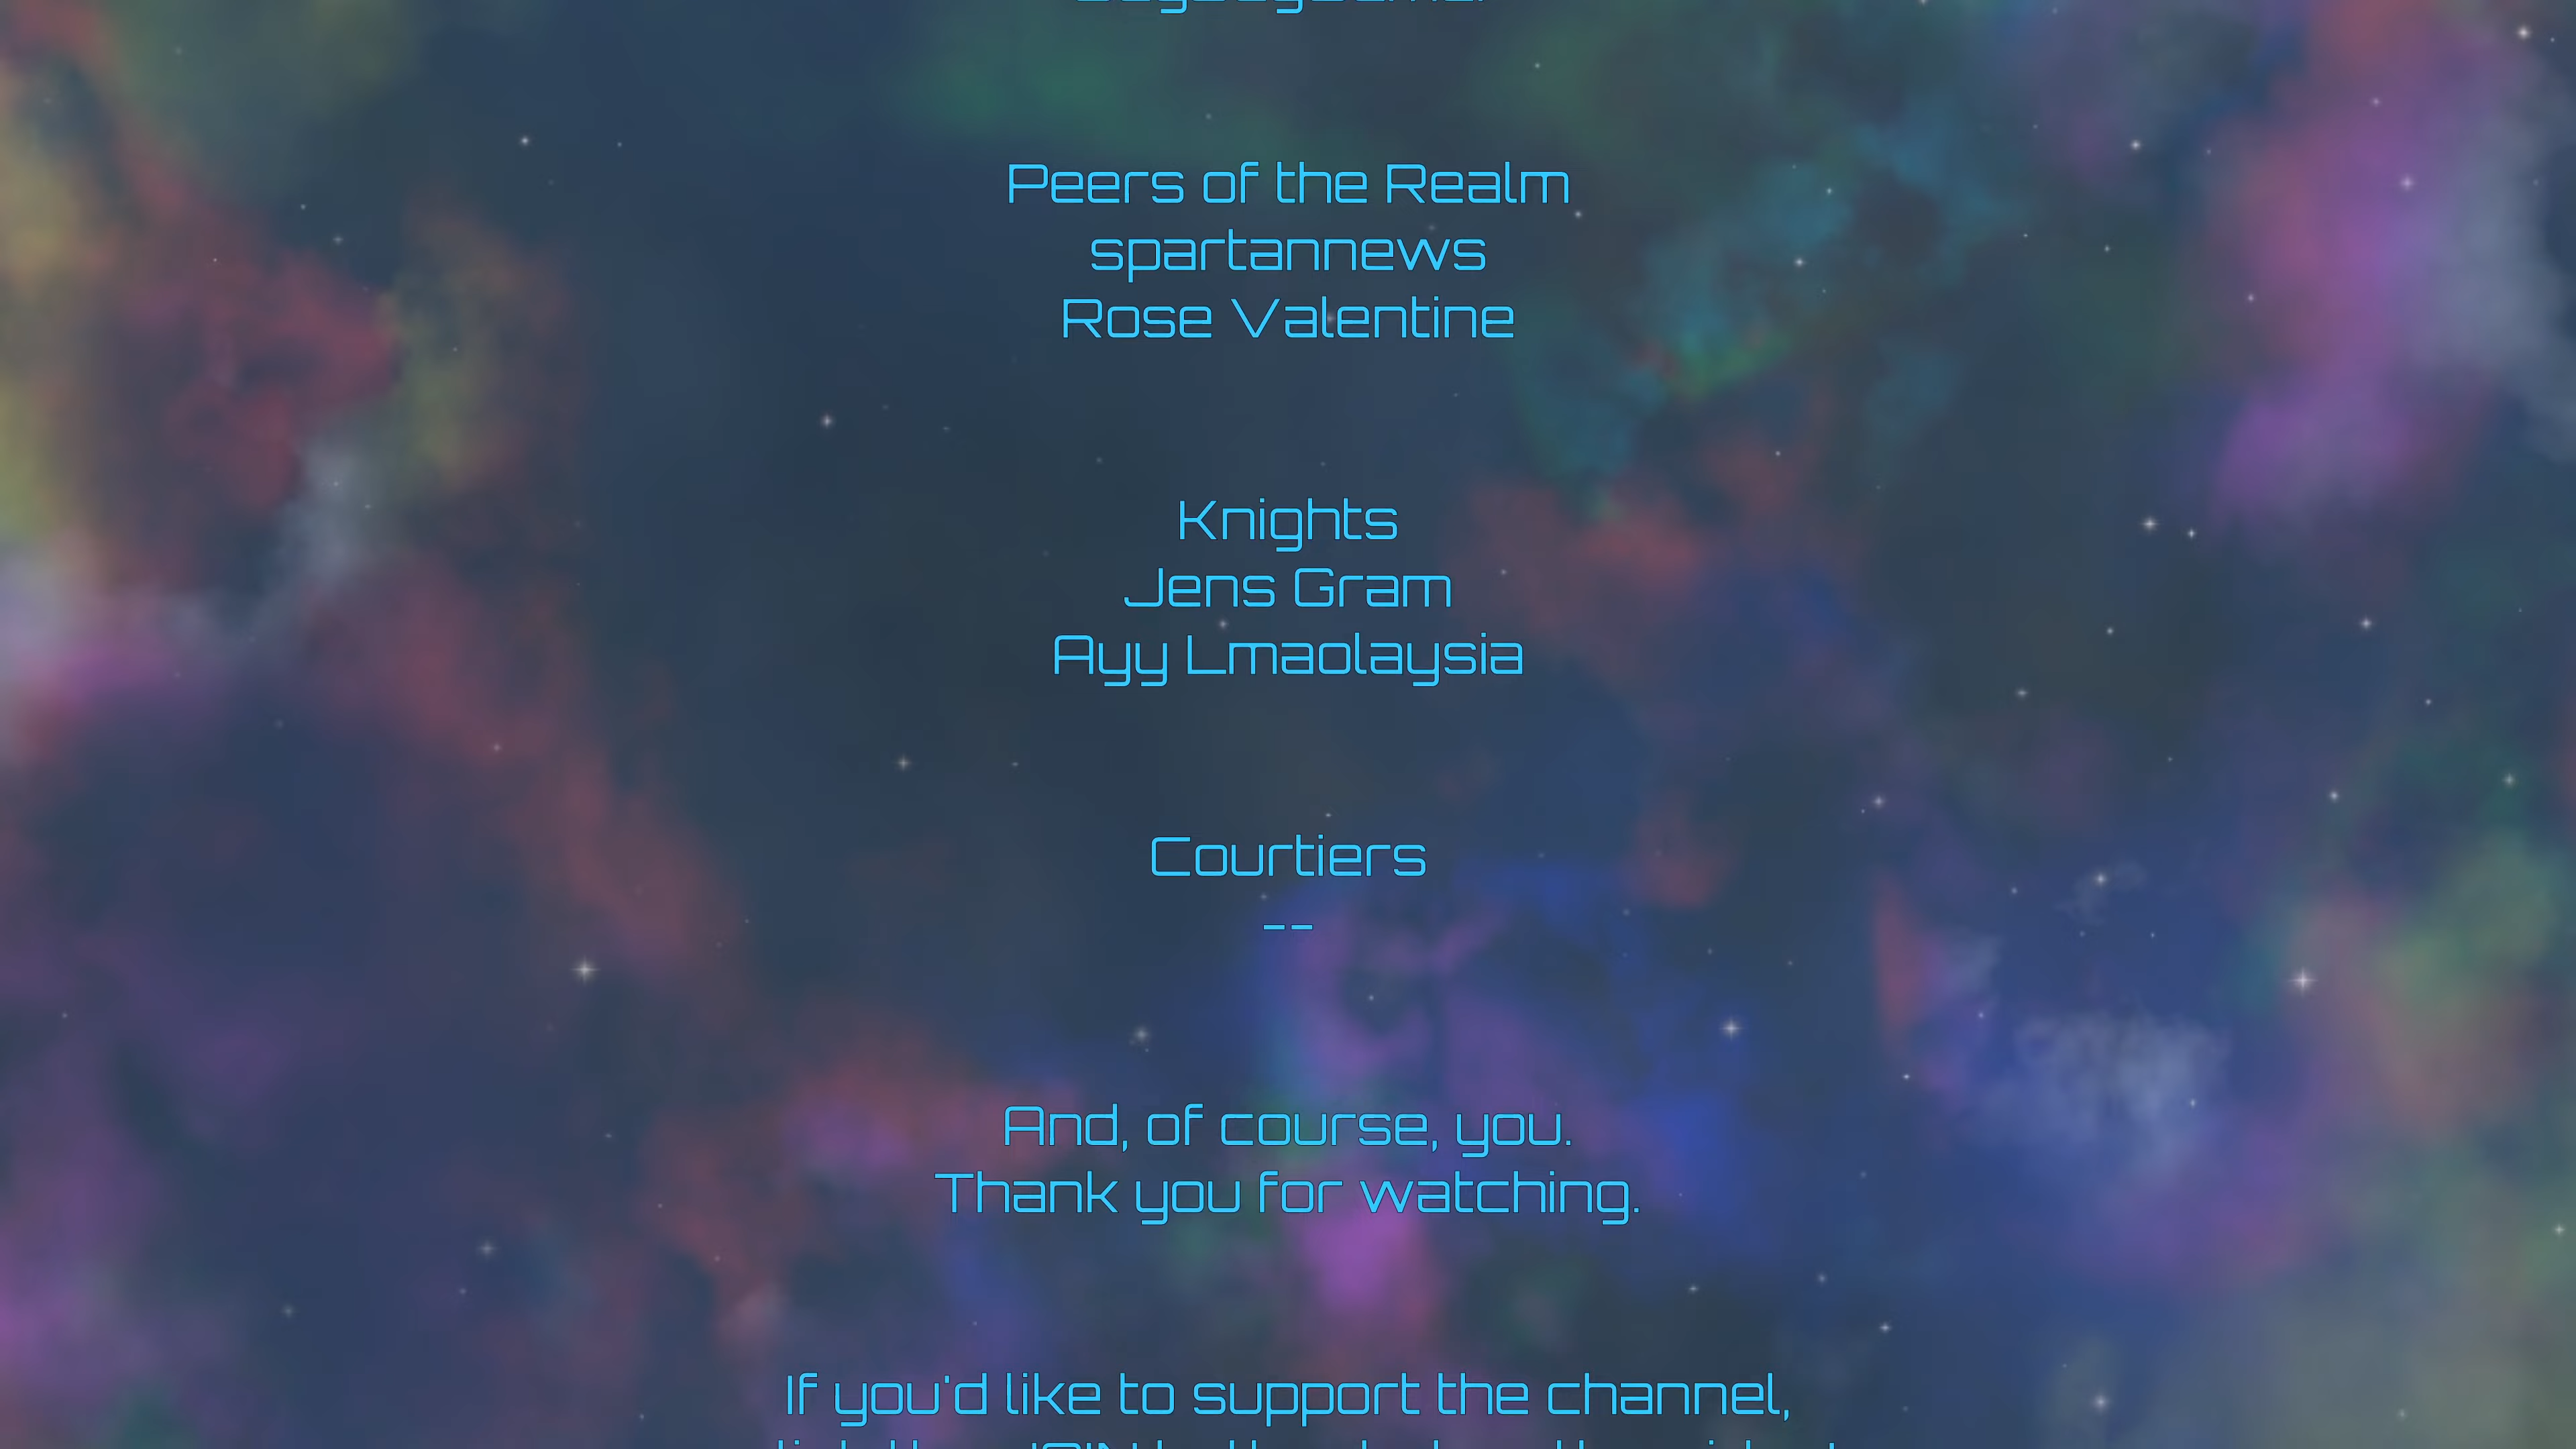 Peers of the Realm
spartannews
Rose Valentine
Knights
Jens Gram
Ayy Lmaolaysia
Courtiers
--
And, of course, you.
Thank you for watching.
If you'd like to support the channel,